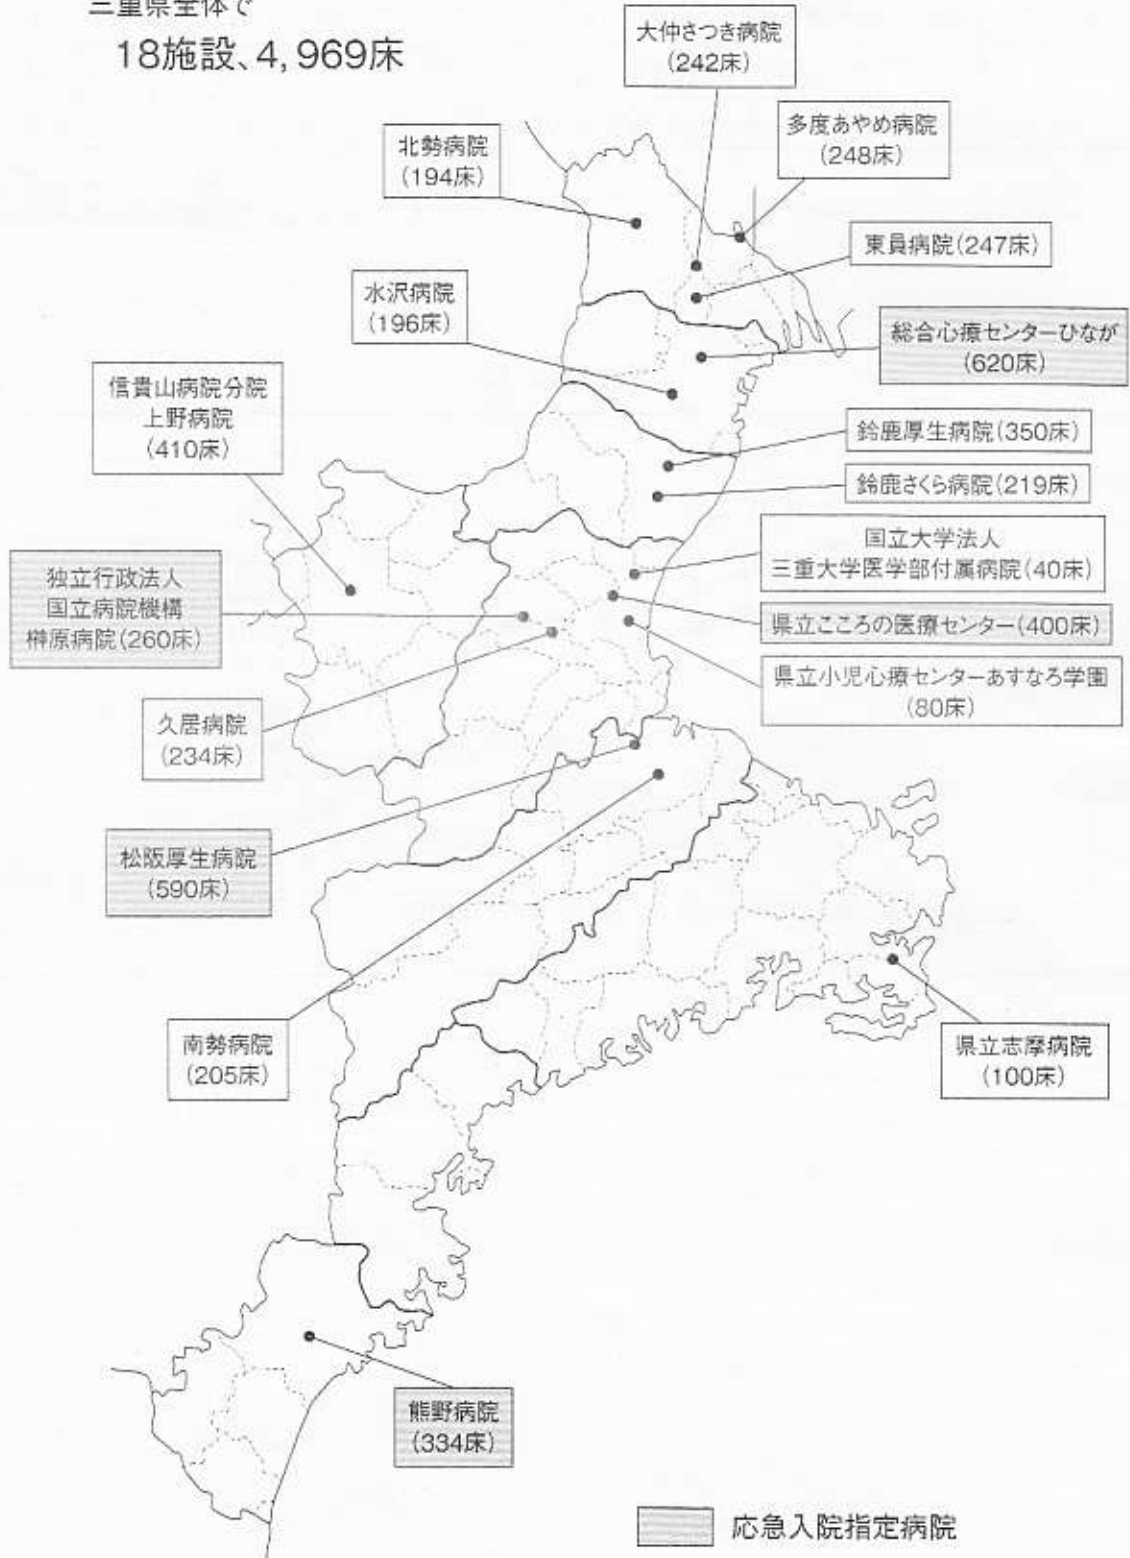 三重県全体で
18施設、4,969床
大仲さつき病院
(242床)
多度あやめ病院
(248床)
北勢病院
(194床)
東員病院(247床)
水沢病院
(196床)
総合心療センターひなが
(620床)
信貴山病院分院
上野病院
(410床)
鈴鹿厚生病院(350床)
鈴鹿さくら病院(219床)
国立大学法人
三重大学医学部付属病院(40床)
独立行政法人
国立病院機構
榊原病院(260床)
県立こころの医療センター(400床)
県立小児心療センターあすなろ学園
(80床)
久居病院
(234床)
松阪厚生病院
(590床)
南勢病院
(205床)
県立志摩病院
(100床)
熊野病院
(334床)
応急入院指定病院